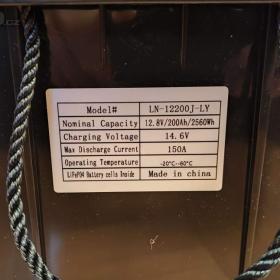 Model# LN-12200J-LY
Nominal Capacity 12.8V/200Ah/2560Wh
Charging Voltage 14.6V
Max Discharge Current 150A
Operating Temperature -20℃--60℃
LiFePO4 Battery cells Inside Made in china